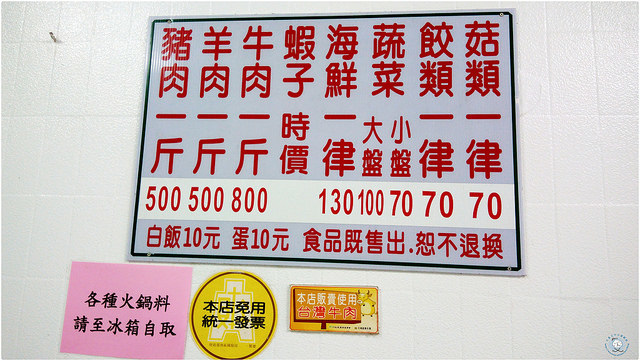 豬肉 一斤 500
羊肉 一斤 500
牛肉 一斤 800
蝦子 時價
海鮮 一律 130
蔬菜 大盤 100 小盤 70
餃類 一律 70
菇類 一律 70
白飯10元 蛋10元 食品既售出.恕不退換
各種火鍋料
請至冰箱自取
本店免用
統一發票
本店販賣使用
台灣牛肉